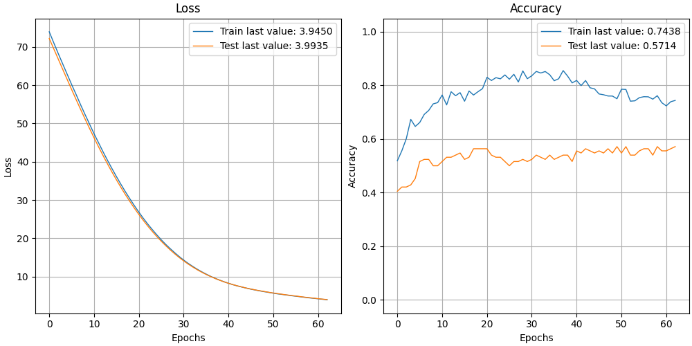 Loss
Train last value: 3.9450
Test last value: 3.9935
70
60
50
40
30
20
10
Loss
0
10
20
30
40
50
60
Epochs
Accuracy
Train last value: 0.7438
Test last value: 0.5714
1.0
0.8
0.6
0.4
0.2
0.0
Accuracy
0
10
20
30
40
50
60
Epochs